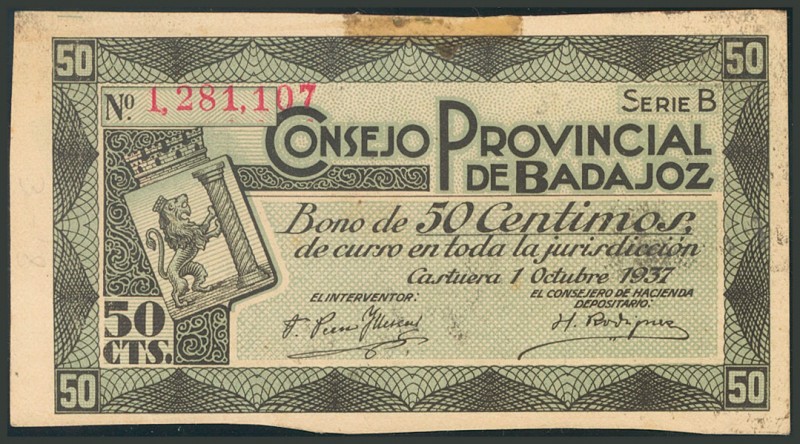 50 50
Nº. 1,281,107
SERIE B
CONSEJO PROVINCIAL
DE BADAJOZ
Bono de 50 Centimos,
de curso en toda la jurisdicción
Castuera 1 Octubre 1937
EL INTERVENTOR:
EL CONSEJERO DE HACIENDA
DEPOSITARIO:
H. Rodriguez
50
CTS.
50 50